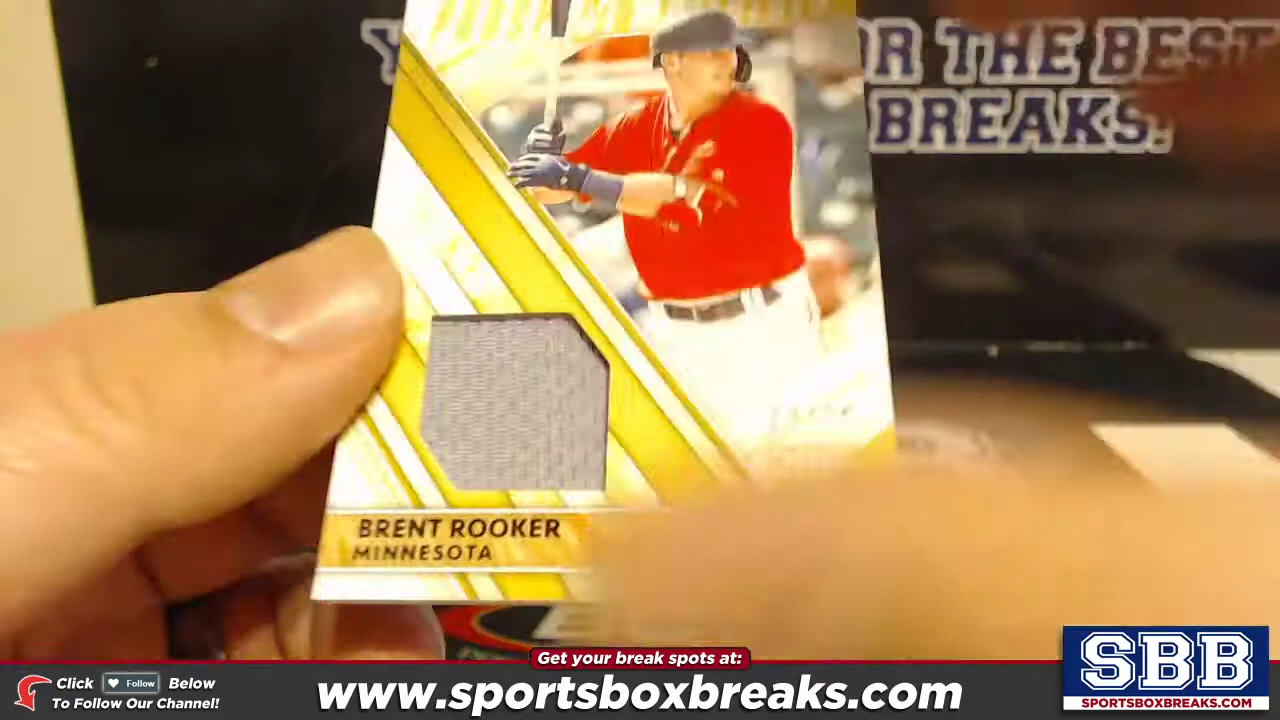 R THE BEST
BREAKS.
BRENT ROOKER
MINNESOTA
Get your break spots at:
Click Follow Below
To Follow Our Channel!
www.sportsboxbreaks.com
SBB
SPORTSBOXBREAKS.COM